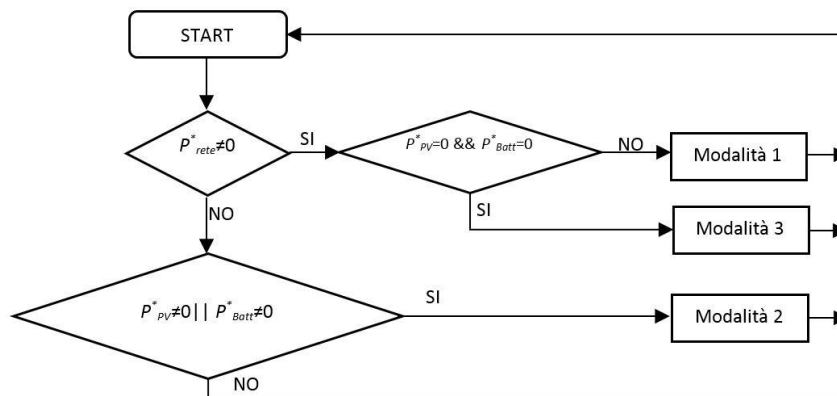 START
P*rete≠0
SI
P*PV=0 && P*Batt=0
NO
Modalità 1
SI
Modalità 3
NO
P*PV≠0|| P*Batt≠0
SI
Modalità 2
NO